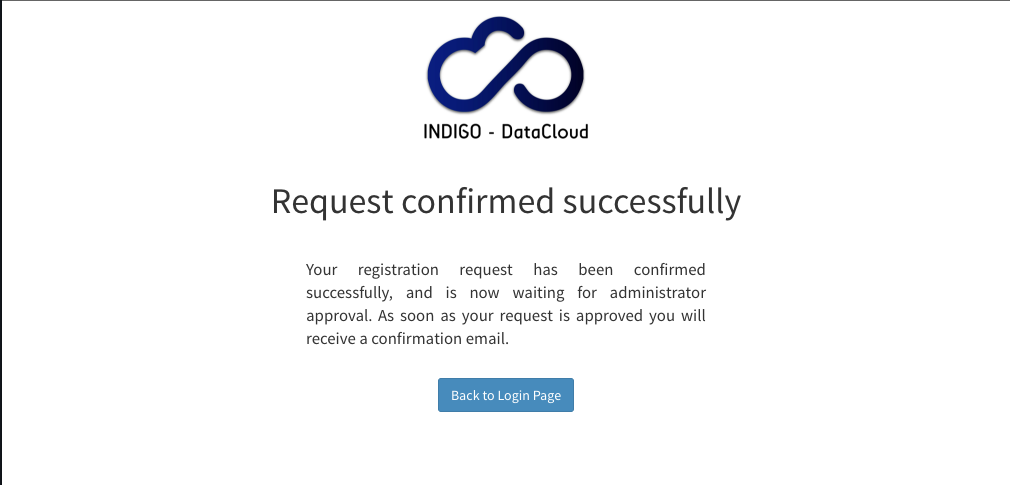 INDIGO - DataCloud
Request confirmed successfully
Your registration request has been confirmed
successfully, and is now waiting for administrator
approval. As soon as your request is approved you will
receive a confirmation email.
Back to Login Page